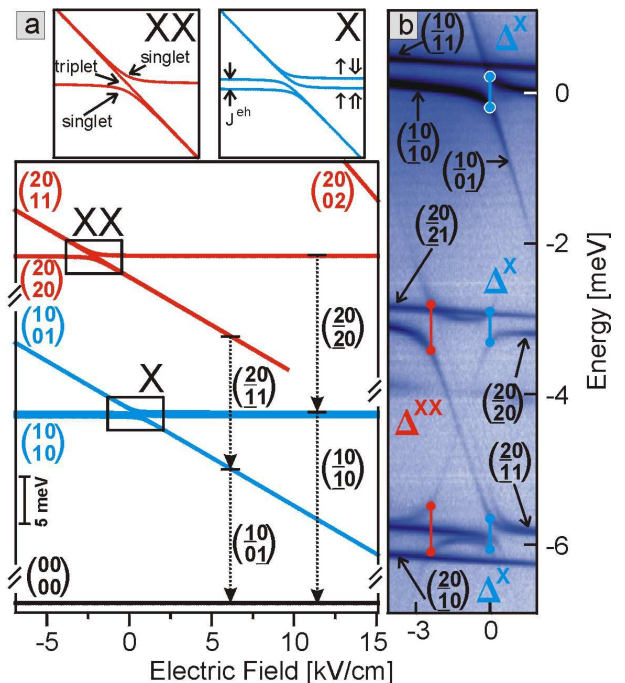 a
XX
singlet
triplet
singlet
X
J^eh
↑⇓
↑⇑
(20
11)
(20
02)
XX
(20
20)
(10
01)
X
(10
10)
(20
20)
(20
11)
(10
10)
(10
01)
(00
00)
5 meV
-5 0 5 10 15
Electric Field [kV/cm]
b
(10
11)
Δ^X
(10
10)
(10
01)
(20
21)
Δ^X
Δ^XX
(20
20)
(20
11)
(20
10)
Δ^X
0
-2
-4
-6
Energy [meV]
-3 0